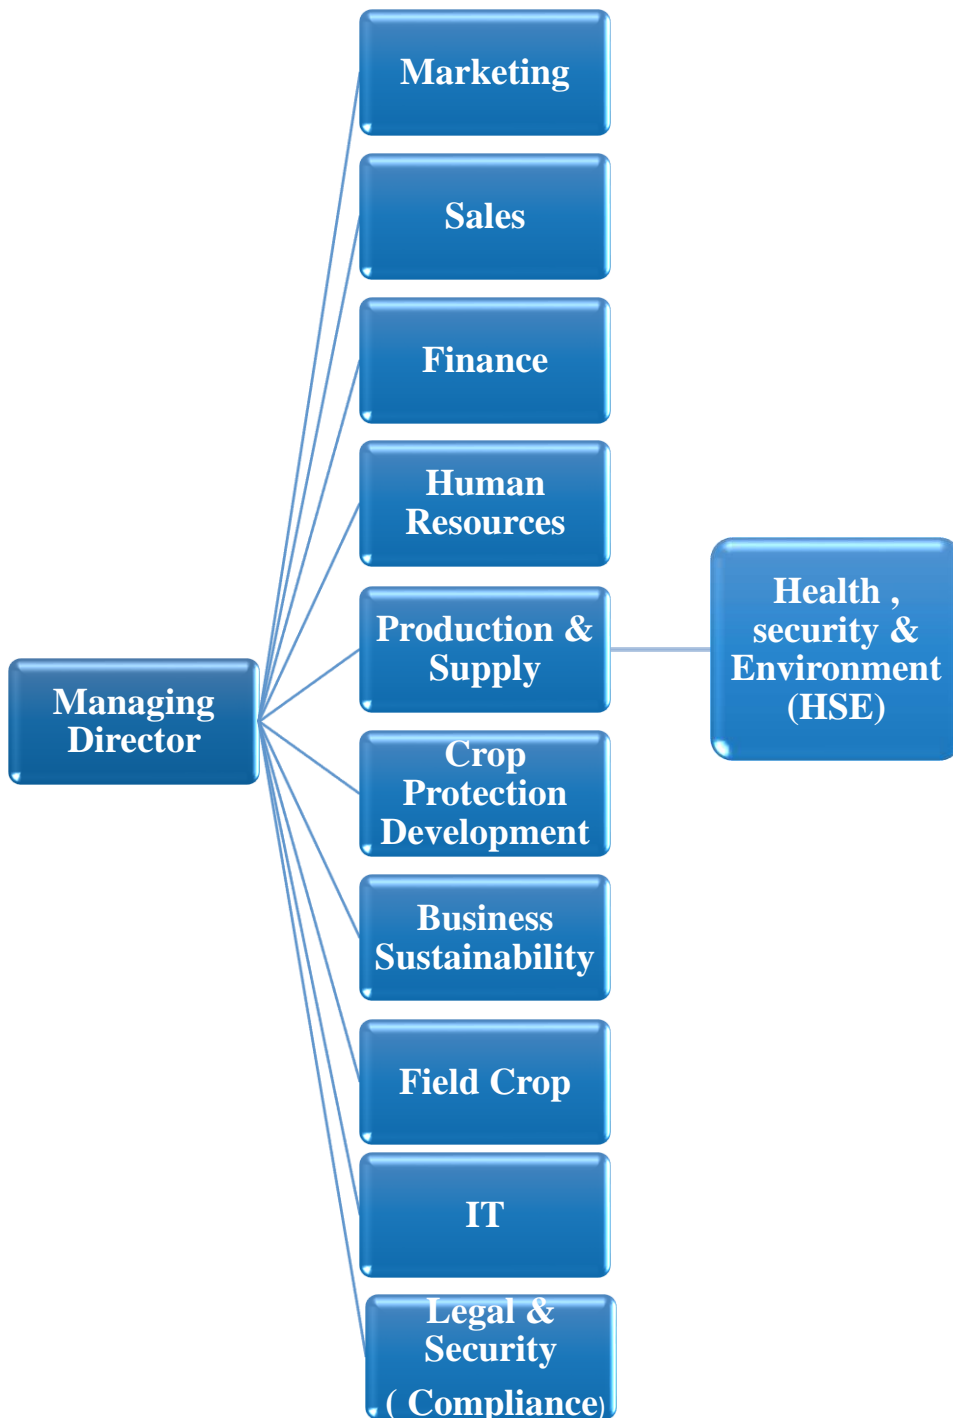 Marketing
Sales
Finance
Human
Resources
Production &
Supply
Health ,
security &
Environment
(HSE)
Managing
Director
Crop
Protection
Development
Business
Sustainability
Field Crop
IT
Legal &
Security
( Compliance)